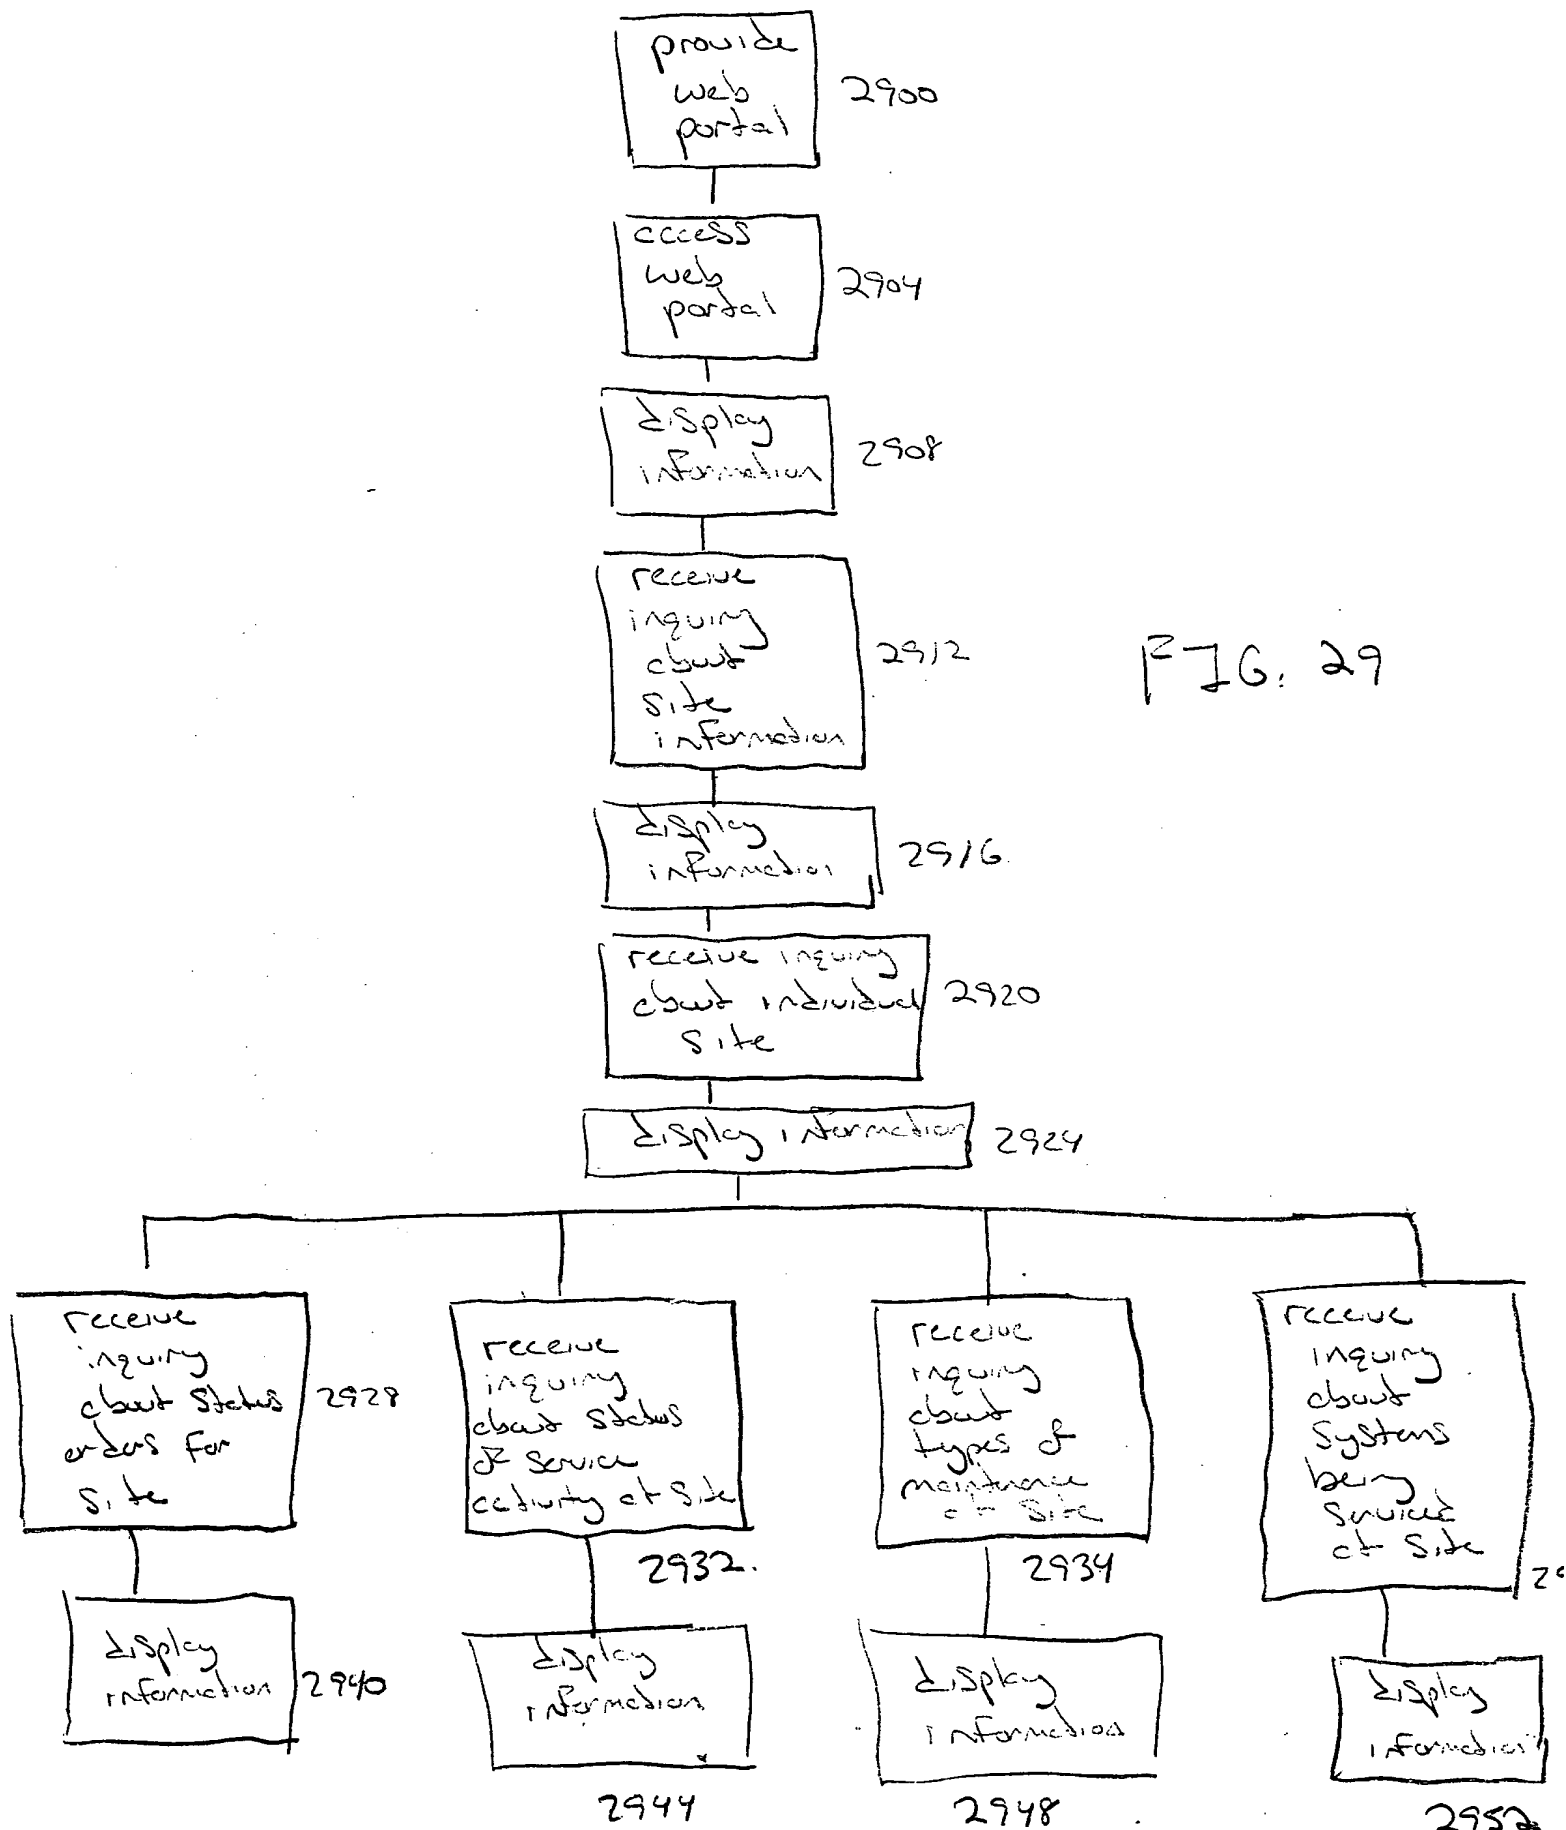 provide
web
portal
2900
access
web
portal
2904
display
information
2908
receive
inquiry
about
site
information
2912
FIG. 29
display
information
2916
receive inquiry
about individual
site
2920
display information
2924
receive
inquiry
about status
orders for
site
2928
receive
inquiry
about status
of service
activity at site
2932
receive
inquiry
about
types of
maintnance
at site
2934
receive
inquiry
about
systems
being
serviced
at site
display
information
2940
display
information
2944
display
information
2948
display
information
2952